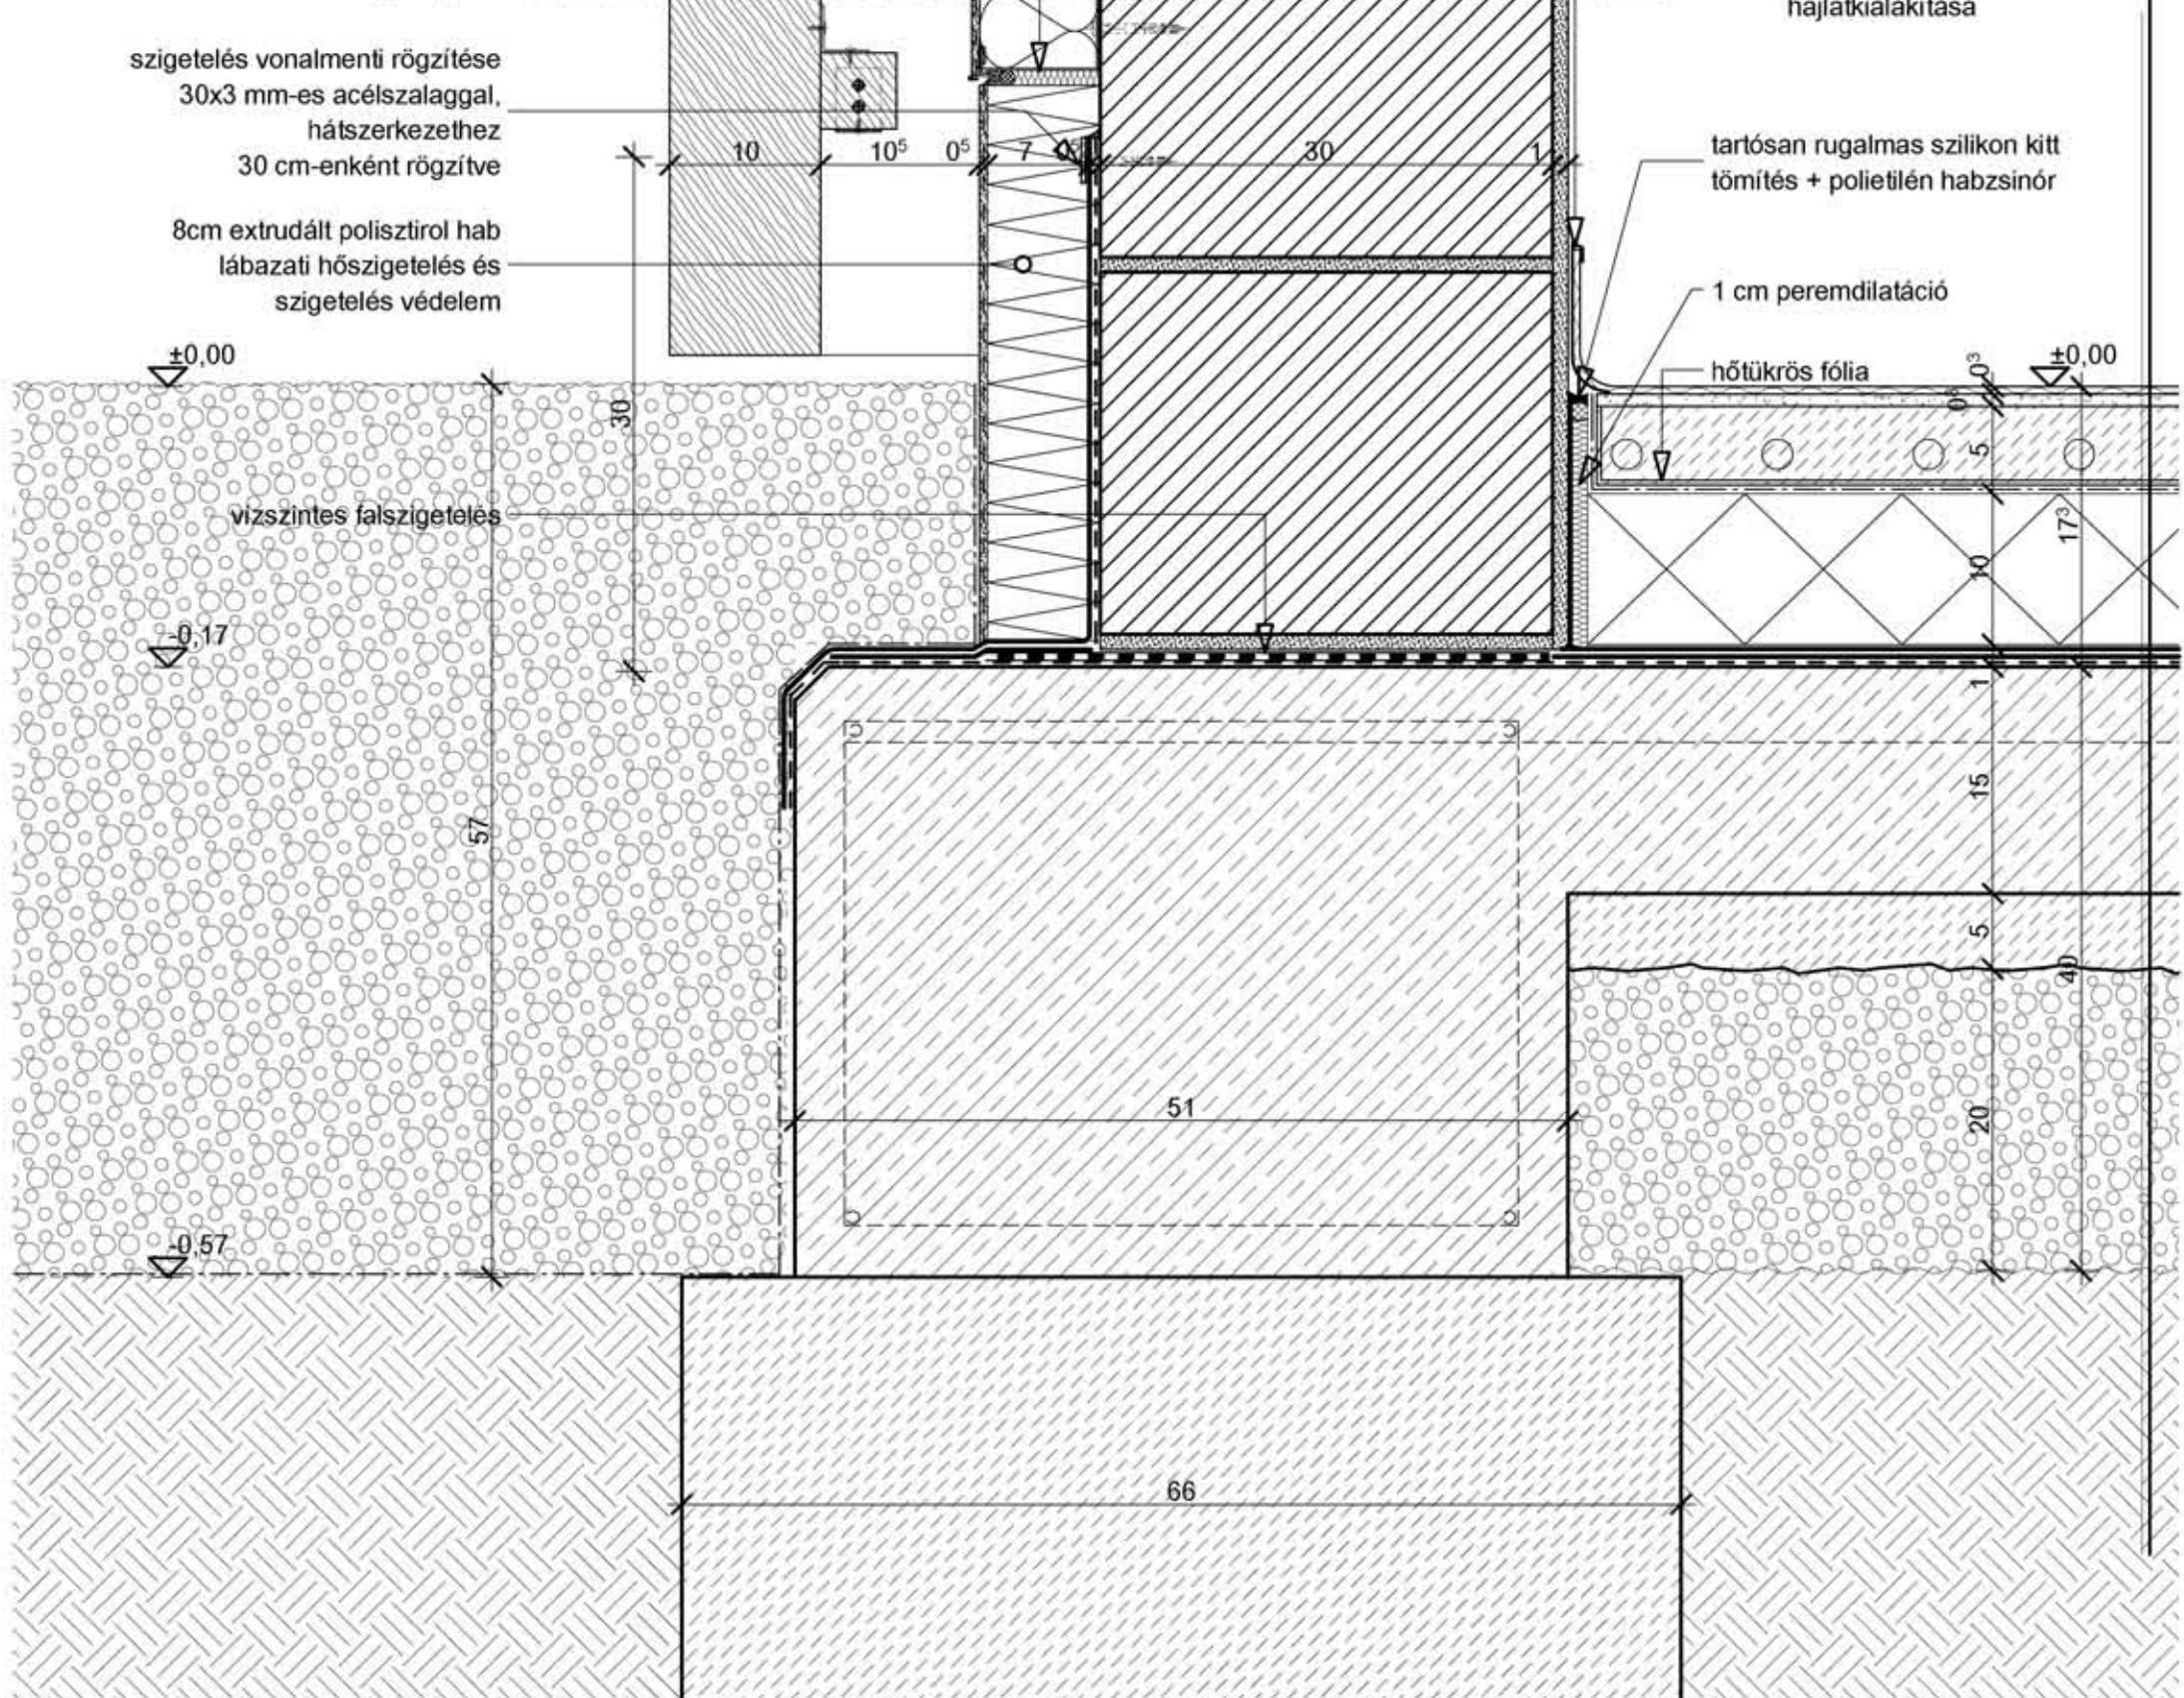 hajlatkialakítása
szigetelés vonalmenti rögzítése
30x3 mm-es acélszalaggal,
hátszerkezethez
30 cm-enként rögzítve
8cm extrudált polisztirol hab
lábazati hőszigetelés és
szigetelés védelem
±0,00
vizszintes falszigetelés
-0,17
-0,57
10
10⁵
0⁵
7
30
1
tartósan rugalmas szilikon kitt
tömítés + polietilén habzsinór
1 cm peremdilatáció
hőtükrös fólia
±0,00
30
57
0³
5
10
17³
1
15
5
40
20
51
66